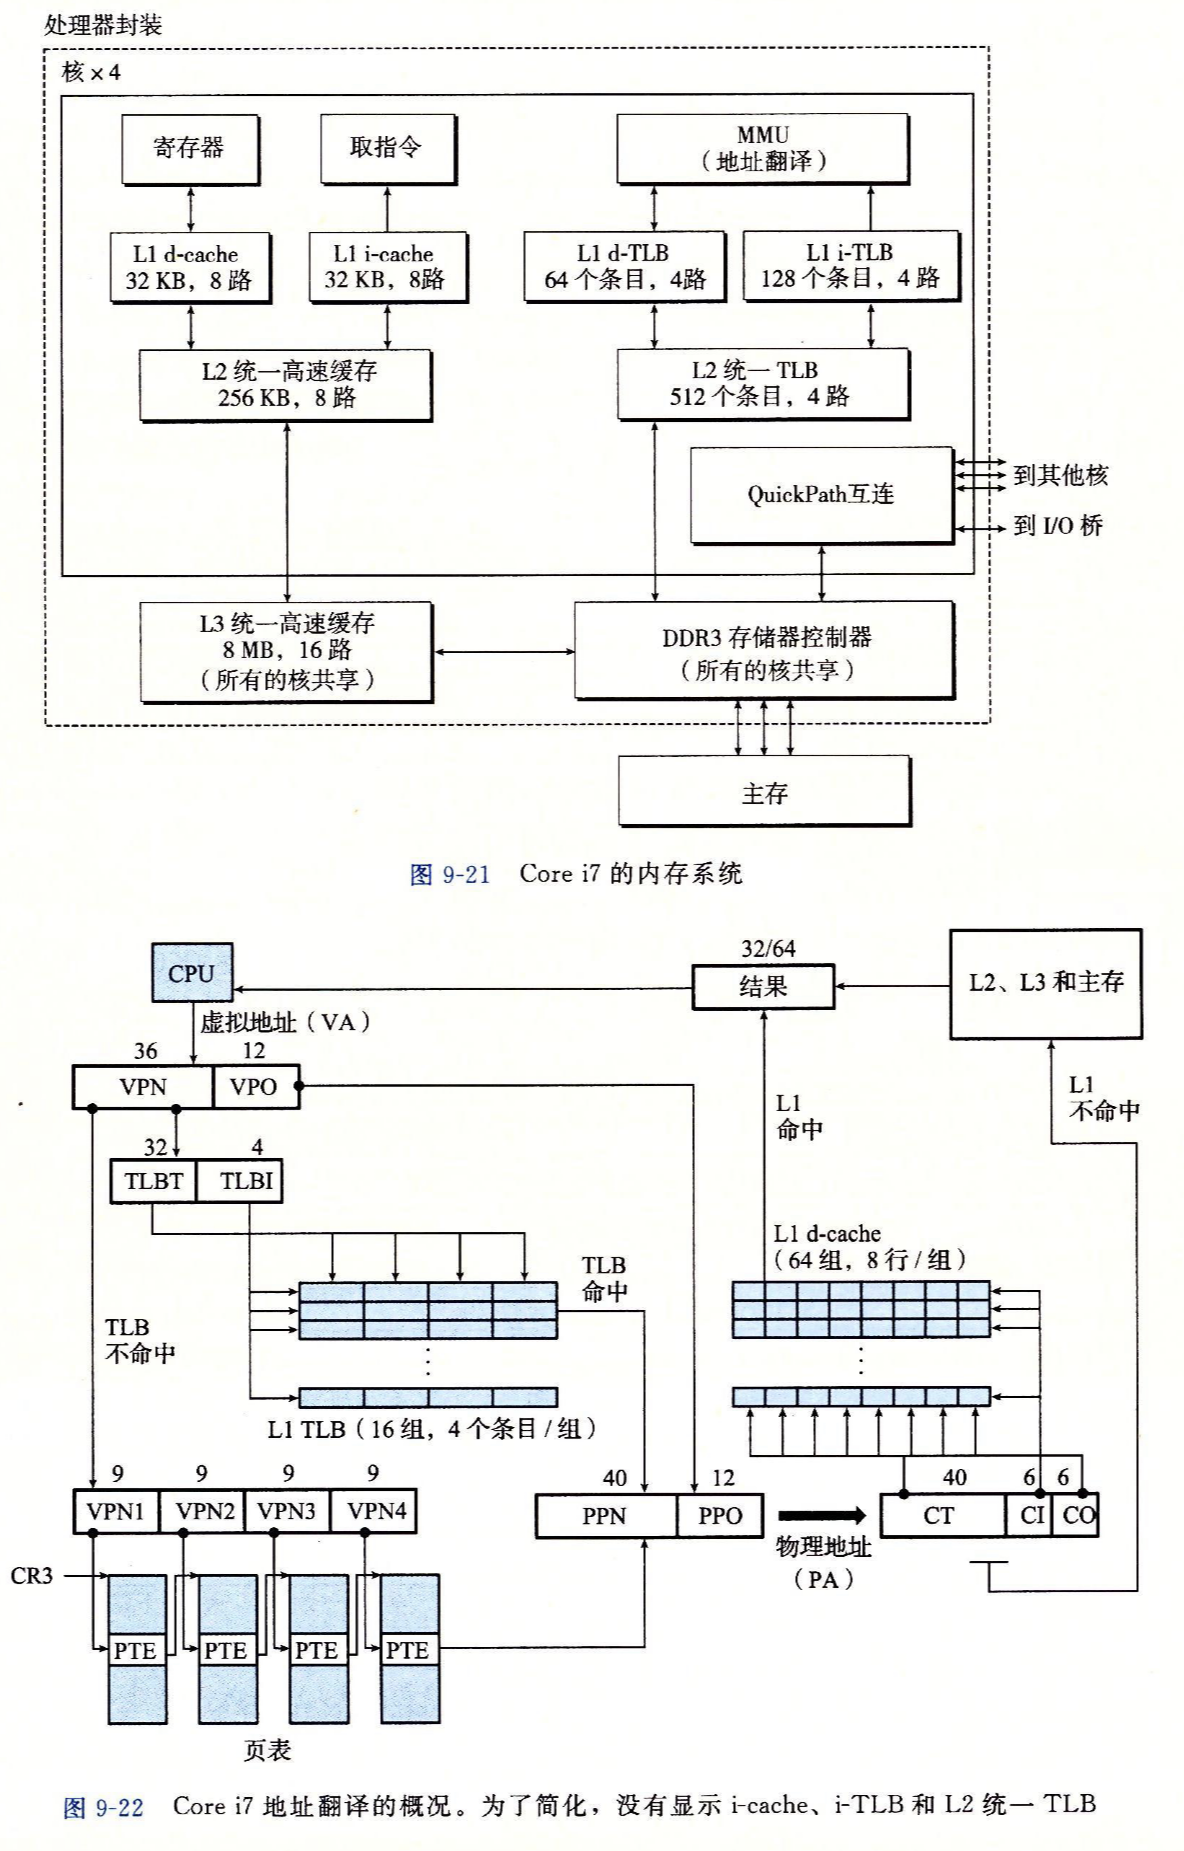 处理器封装
核×4
寄存器
取指令
MMU
（地址翻译）
L1 d-cache
32 KB，8 路
L1 i-cache
32 KB，8路
L1 d-TLB
64 个条目，4路
L1 i-TLB
128 个条目，4 路
L2 统一高速缓存
256 KB，8 路
L2 统一 TLB
512 个条目，4 路
QuickPath互连
到其他核
到 I/O 桥
L3 统一高速缓存
8 MB，16 路
（所有的核共享）
DDR3 存储器控制器
（所有的核共享）
主存
图 9-21 Core i7 的内存系统
CPU
32/64
结果
L2、L3 和主存
虚拟地址（VA）
36
12
VPN
VPO
L1
命中
L1
不命中
32
4
TLBT
TLBI
L1 d-cache
（64 组，8 行/组）
TLB
命中
TLB
不命中
L1 TLB（16 组，4 个条目/组）
9
9
9
9
VPN1
VPN2
VPN3
VPN4
40
12
PPN
PPO
物理地址
（PA）
40
6
6
CT
CI
CO
CR3
PTE
PTE
PTE
PTE
页表
图 9-22 Core i7 地址翻译的概况。为了简化，没有显示 i-cache、i-TLB 和 L2 统一 TLB